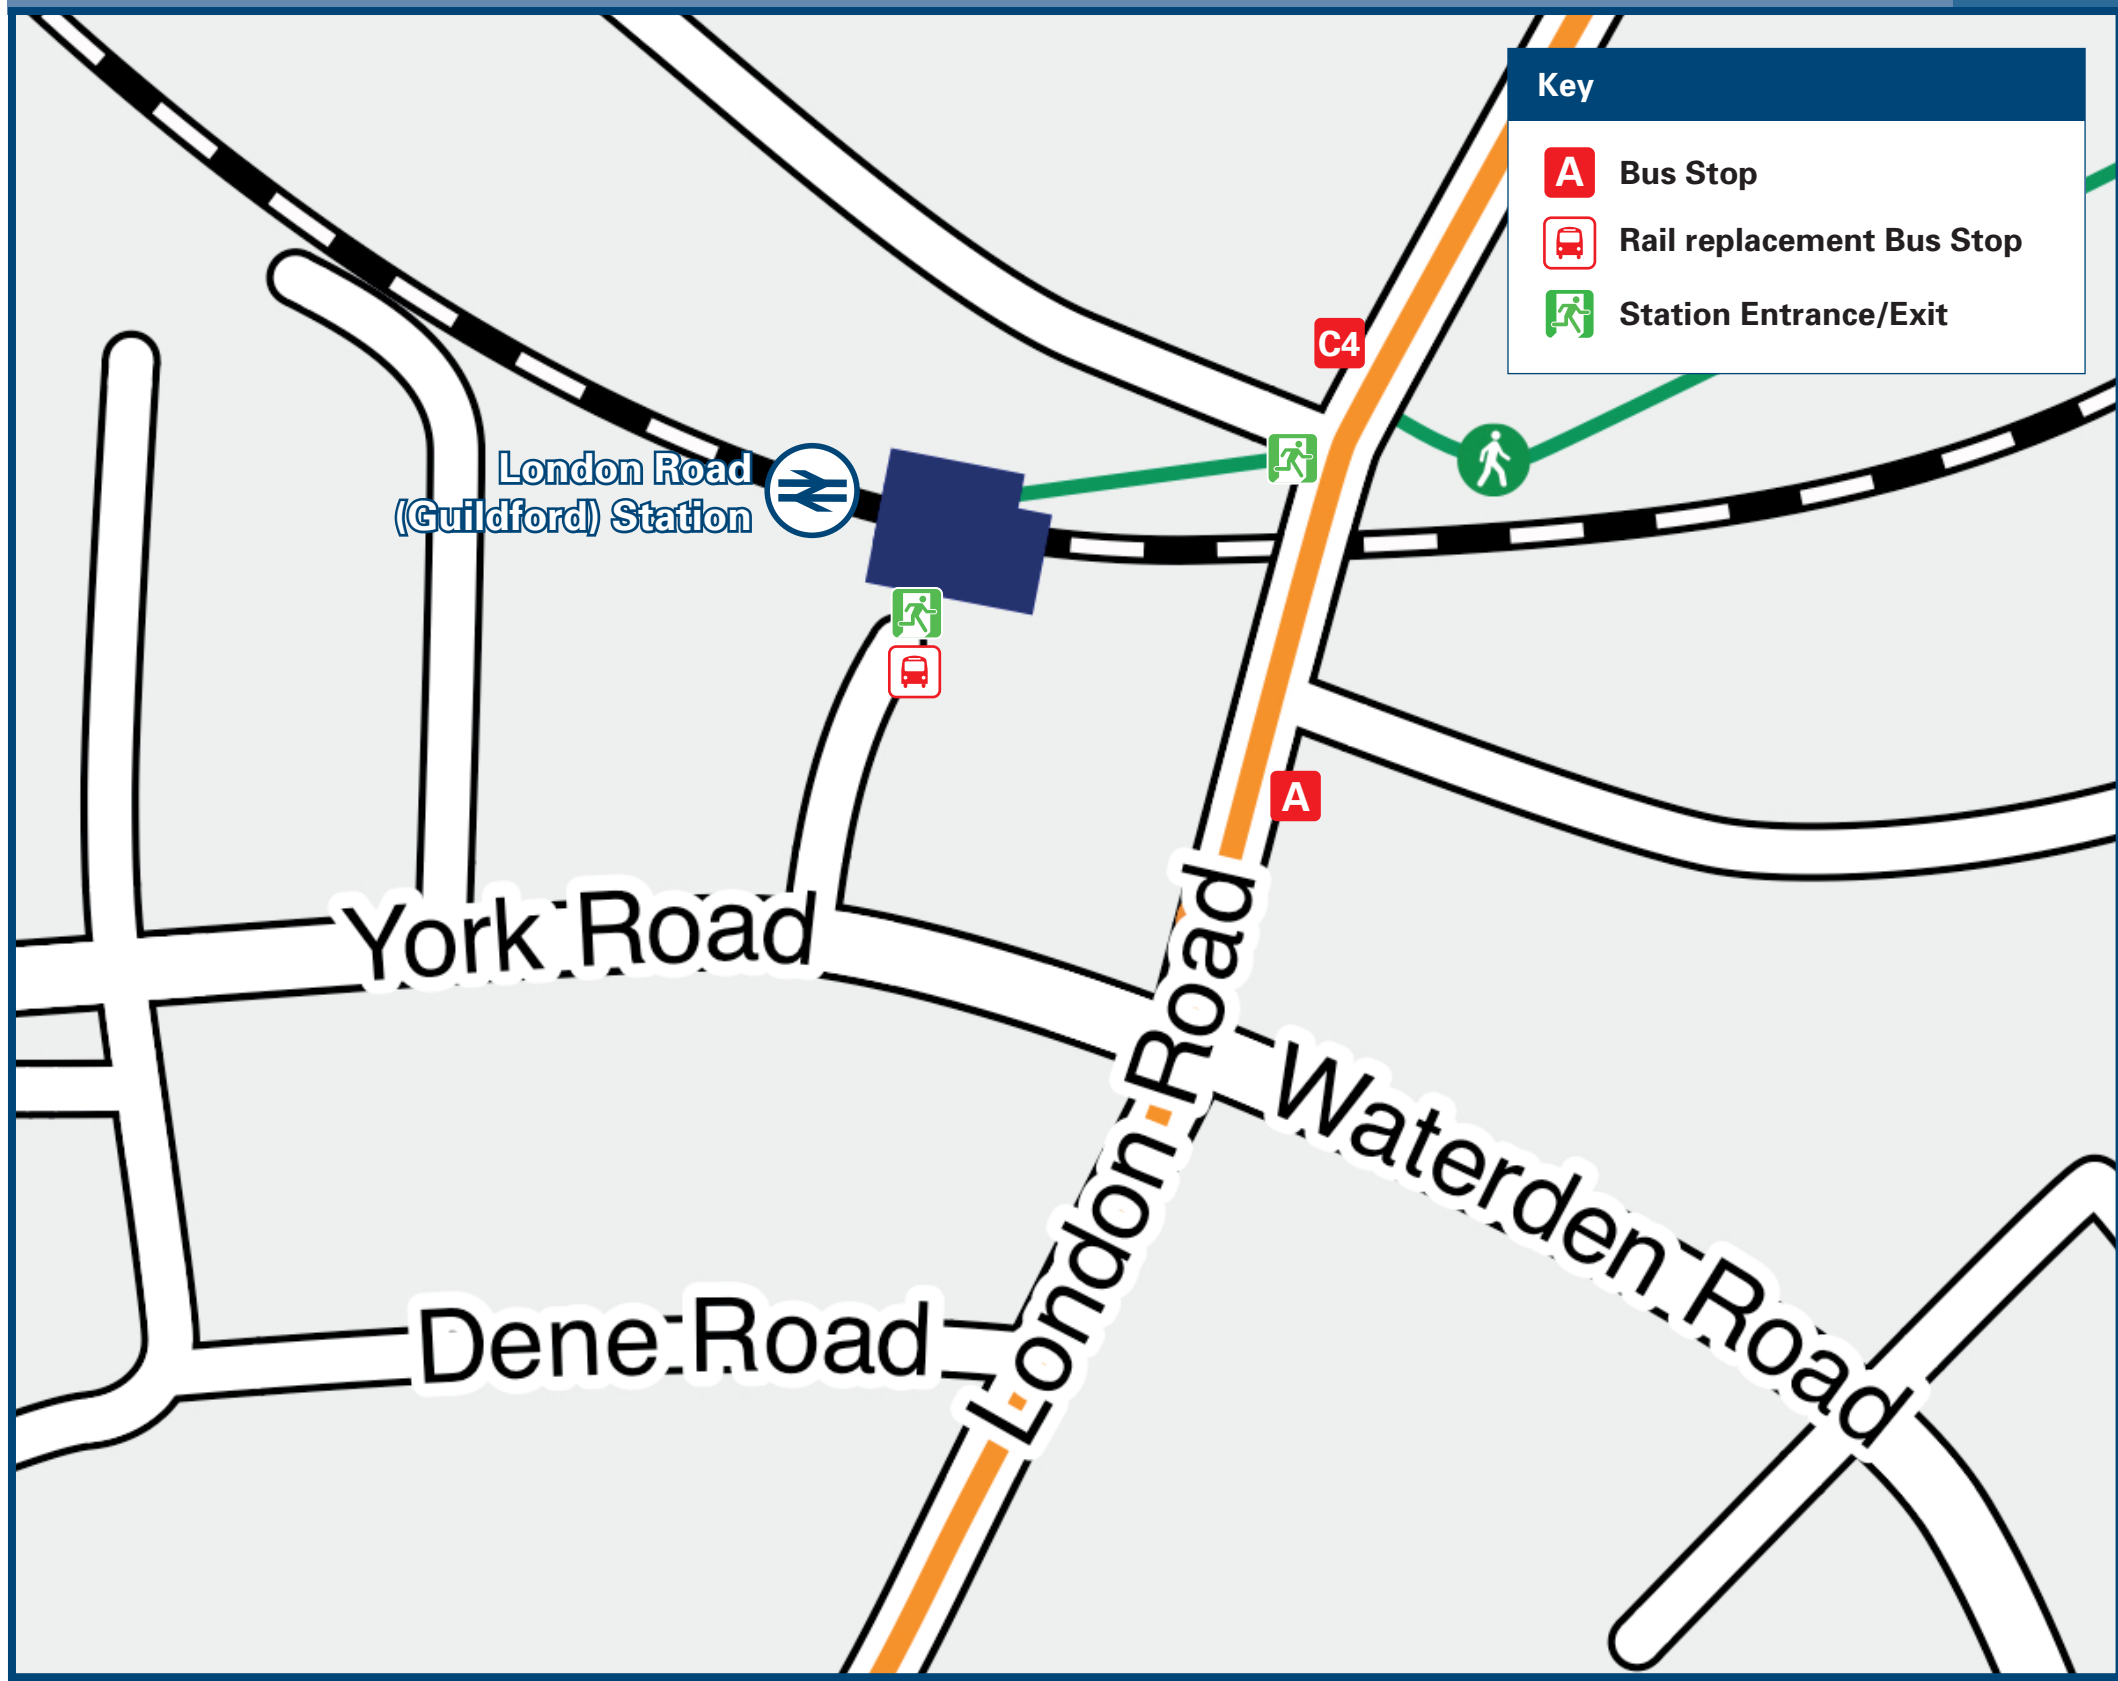 Key
A
Bus Stop
Rail replacement Bus Stop
Station Entrance/Exit
C4
London Road
(Guildford) Station
A
York Road
London Road
Waterden Road
Dene Road